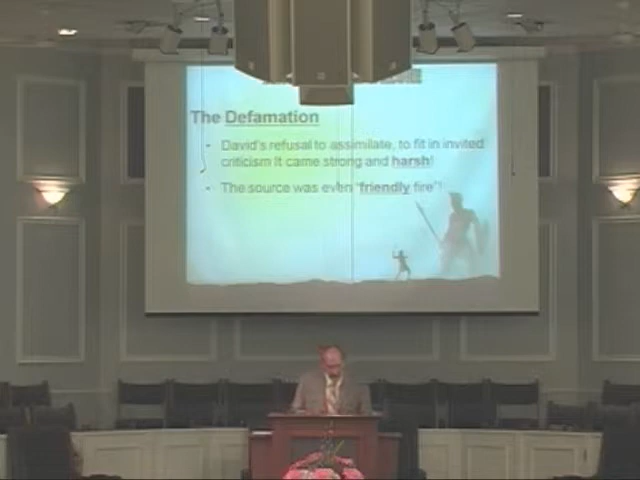 The Defamation
• David's refusal to assimilate, to fit in invited
criticism It came strong and harsh!
• The source was even "friendly fire"!